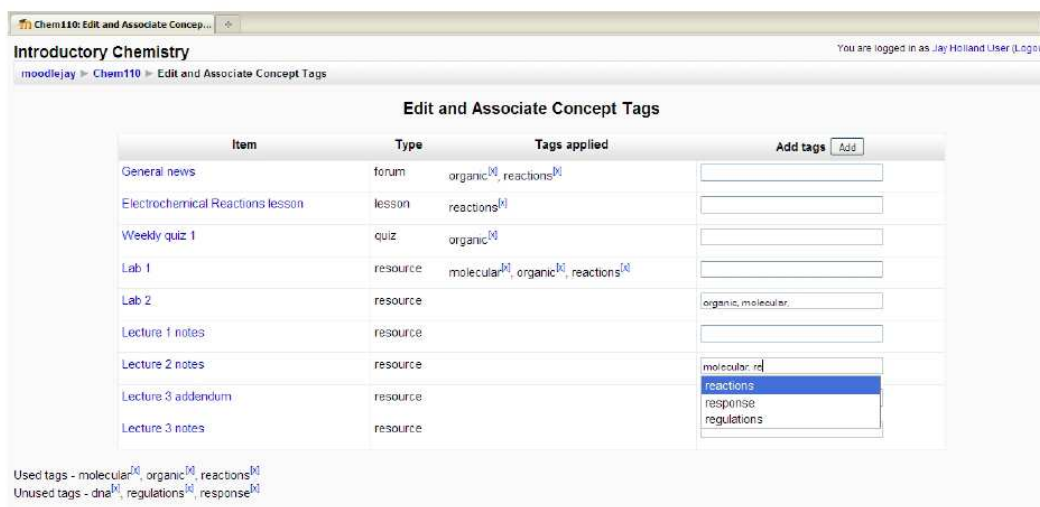 Chem110: Edit and Associate Concep...
Introductory Chemistry
You are logged in as Jay Holland User (Logou
moodlejay ► Chem110 ► Edit and Associate Concept Tags
Edit and Associate Concept Tags
Item Type Tags applied Add tags Add
General news forum organic[x], reactions[x]
Electrochemical Reactions lesson lesson reactions[x]
Weekly quiz 1 quiz organic[x]
Lab 1 resource molecular[x], organic[x], reactions[x]
Lab 2 resource organic, molecular,
Lecture 1 notes resource
Lecture 2 notes resource molecular, re
reactions
Lecture 3 addendum resource
response
regulations
Lecture 3 notes resource
Used tags - molecular[x], organic[x], reactions[x]
Unused tags - dna[x], regulations[x], response[x]